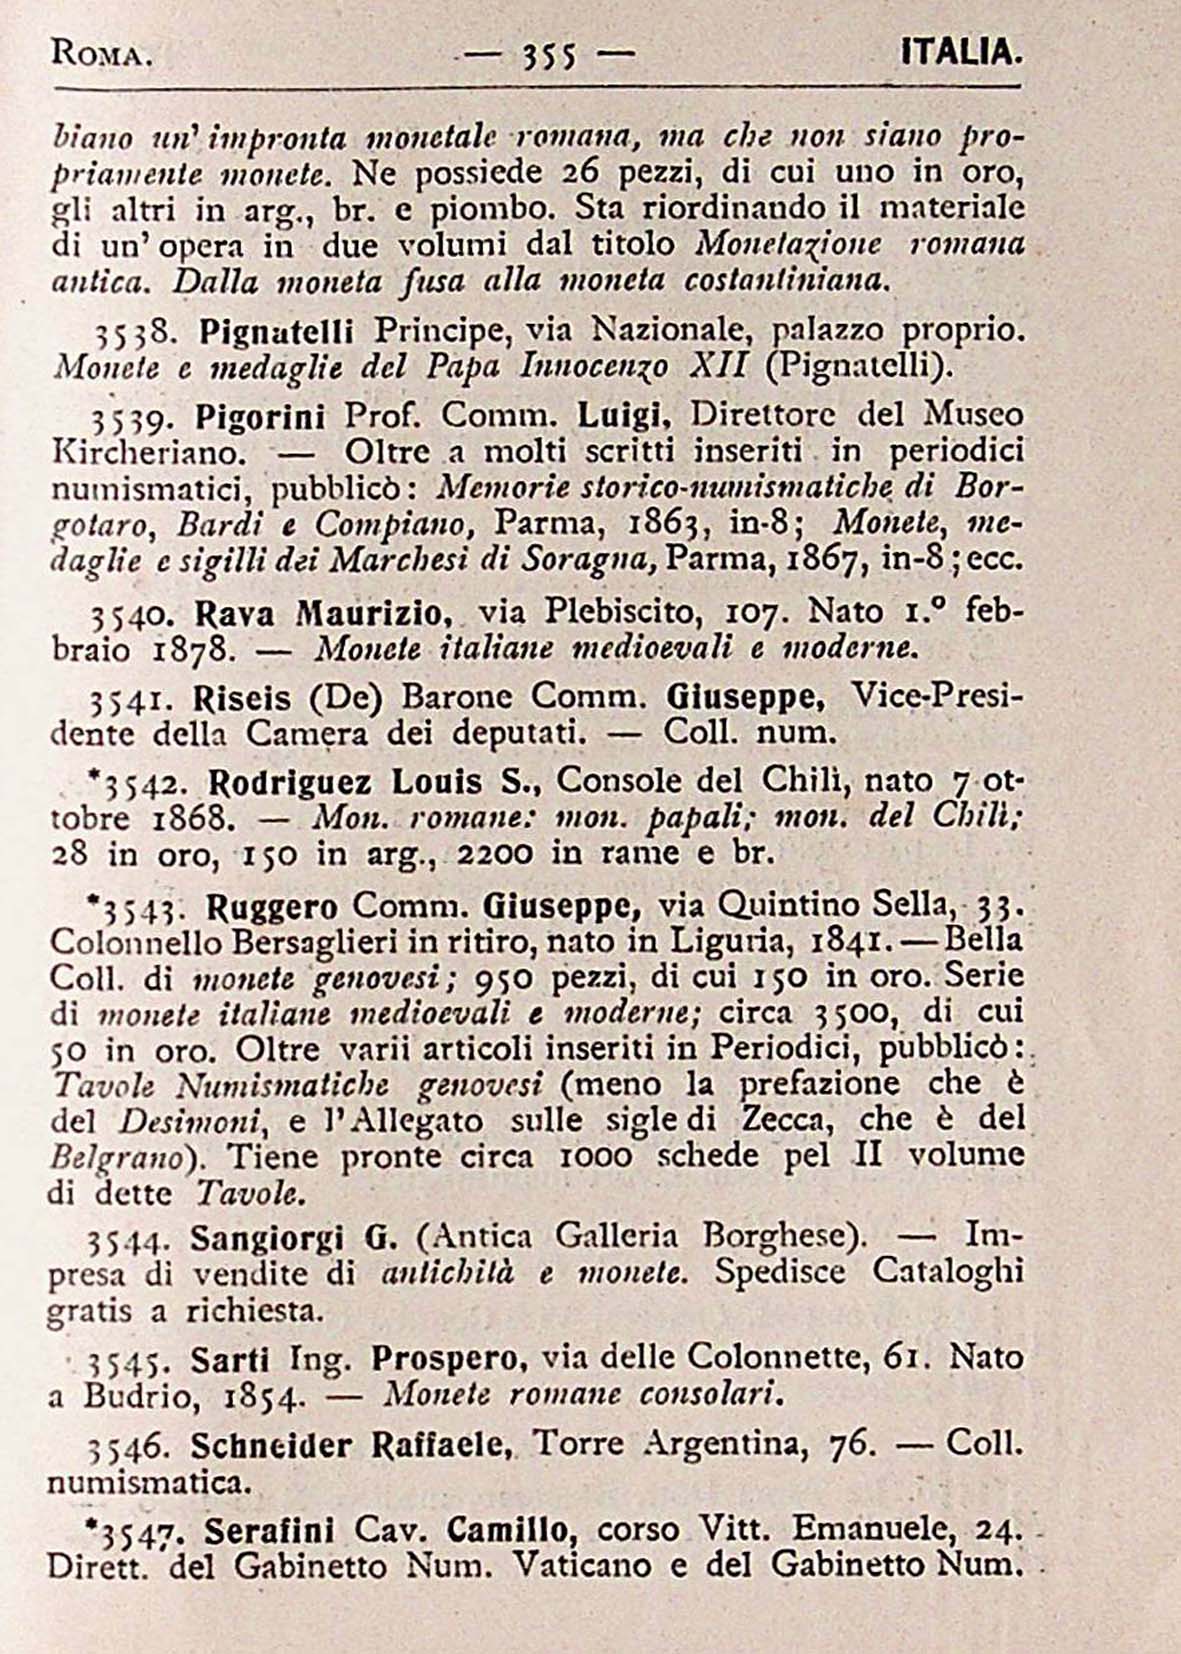 ROMA. — 355 — ITALIA.
biano un' impronta monetale romana, ma che non siano pro-
priamente monete. Ne possiede 26 pezzi, di cui uno in oro,
gli altri in arg., br. e piombo. Sta riordinando il materiale
di un' opera in due volumi dal titolo Monetazione romana
antica. Dalla moneta fusa alla moneta costantiniana.
3538. Pignatelli Principe, via Nazionale, palazzo proprio.
Monete e medaglie del Papa Innocenzo XII (Pignatelli).
3539. Pigorini Prof. Comm. Luigi, Direttore del Museo
Kircheriano. — Oltre a molti scritti inseriti in periodici
numismatici, pubblicò: Memorie storico-numismatiche di Bor-
gotaro, Bardi e Compiano, Parma, 1863, in-8; Monete, me-
daglie e sigilli dei Marchesi di Soragna, Parma, 1867, in-8; ecc.
3540. Rava Maurizio, via Plebiscito, 107. Nato 1.º feb-
braio 1878. — Monete italiane medioevali e moderne.
3541. Riseis (De) Barone Comm. Giuseppe, Vice-Presi-
dente della Camera dei deputati. — Coll. num.
*3542. Rodriguez Louis S., Console del Chilì, nato 7 ot-
tobre 1868. — Mon. romane: mon. papali; mon. del Chilì;
28 in oro, 150 in arg., 2200 in rame e br.
*3543. Ruggero Comm. Giuseppe, via Quintino Sella, 33.
Colonnello Bersaglieri in ritiro, nato in Liguria, 1841. — Bella
Coll. di monete genovesi; 950 pezzi, di cui 150 in oro. Serie
di monete italiane medioevali e moderne; circa 3500, di cui
50 in oro. Oltre varii articoli inseriti in Periodici, pubblicò:
Tavole Numismatiche genovesi (meno la prefazione che è
del Desimoni, e l'Allegato sulle sigle di Zecca, che è del
Belgrano). Tiene pronte circa 1000 schede pel II volume
di dette Tavole.
3544. Sangiorgi G. (Antica Galleria Borghese). — Im-
presa di vendite di antichità e monete. Spedisce Cataloghi
gratis a richiesta.
3545. Sarti Ing. Prospero, via delle Colonnette, 61. Nato
a Budrio, 1854. — Monete romane consolari.
3546. Schneider Raffaele, Torre Argentina, 76. — Coll.
numismatica.
*3547. Serafini Cav. Camillo, corso Vitt. Emanuele, 24.
Dirett. del Gabinetto Num. Vaticano e del Gabinetto Num.